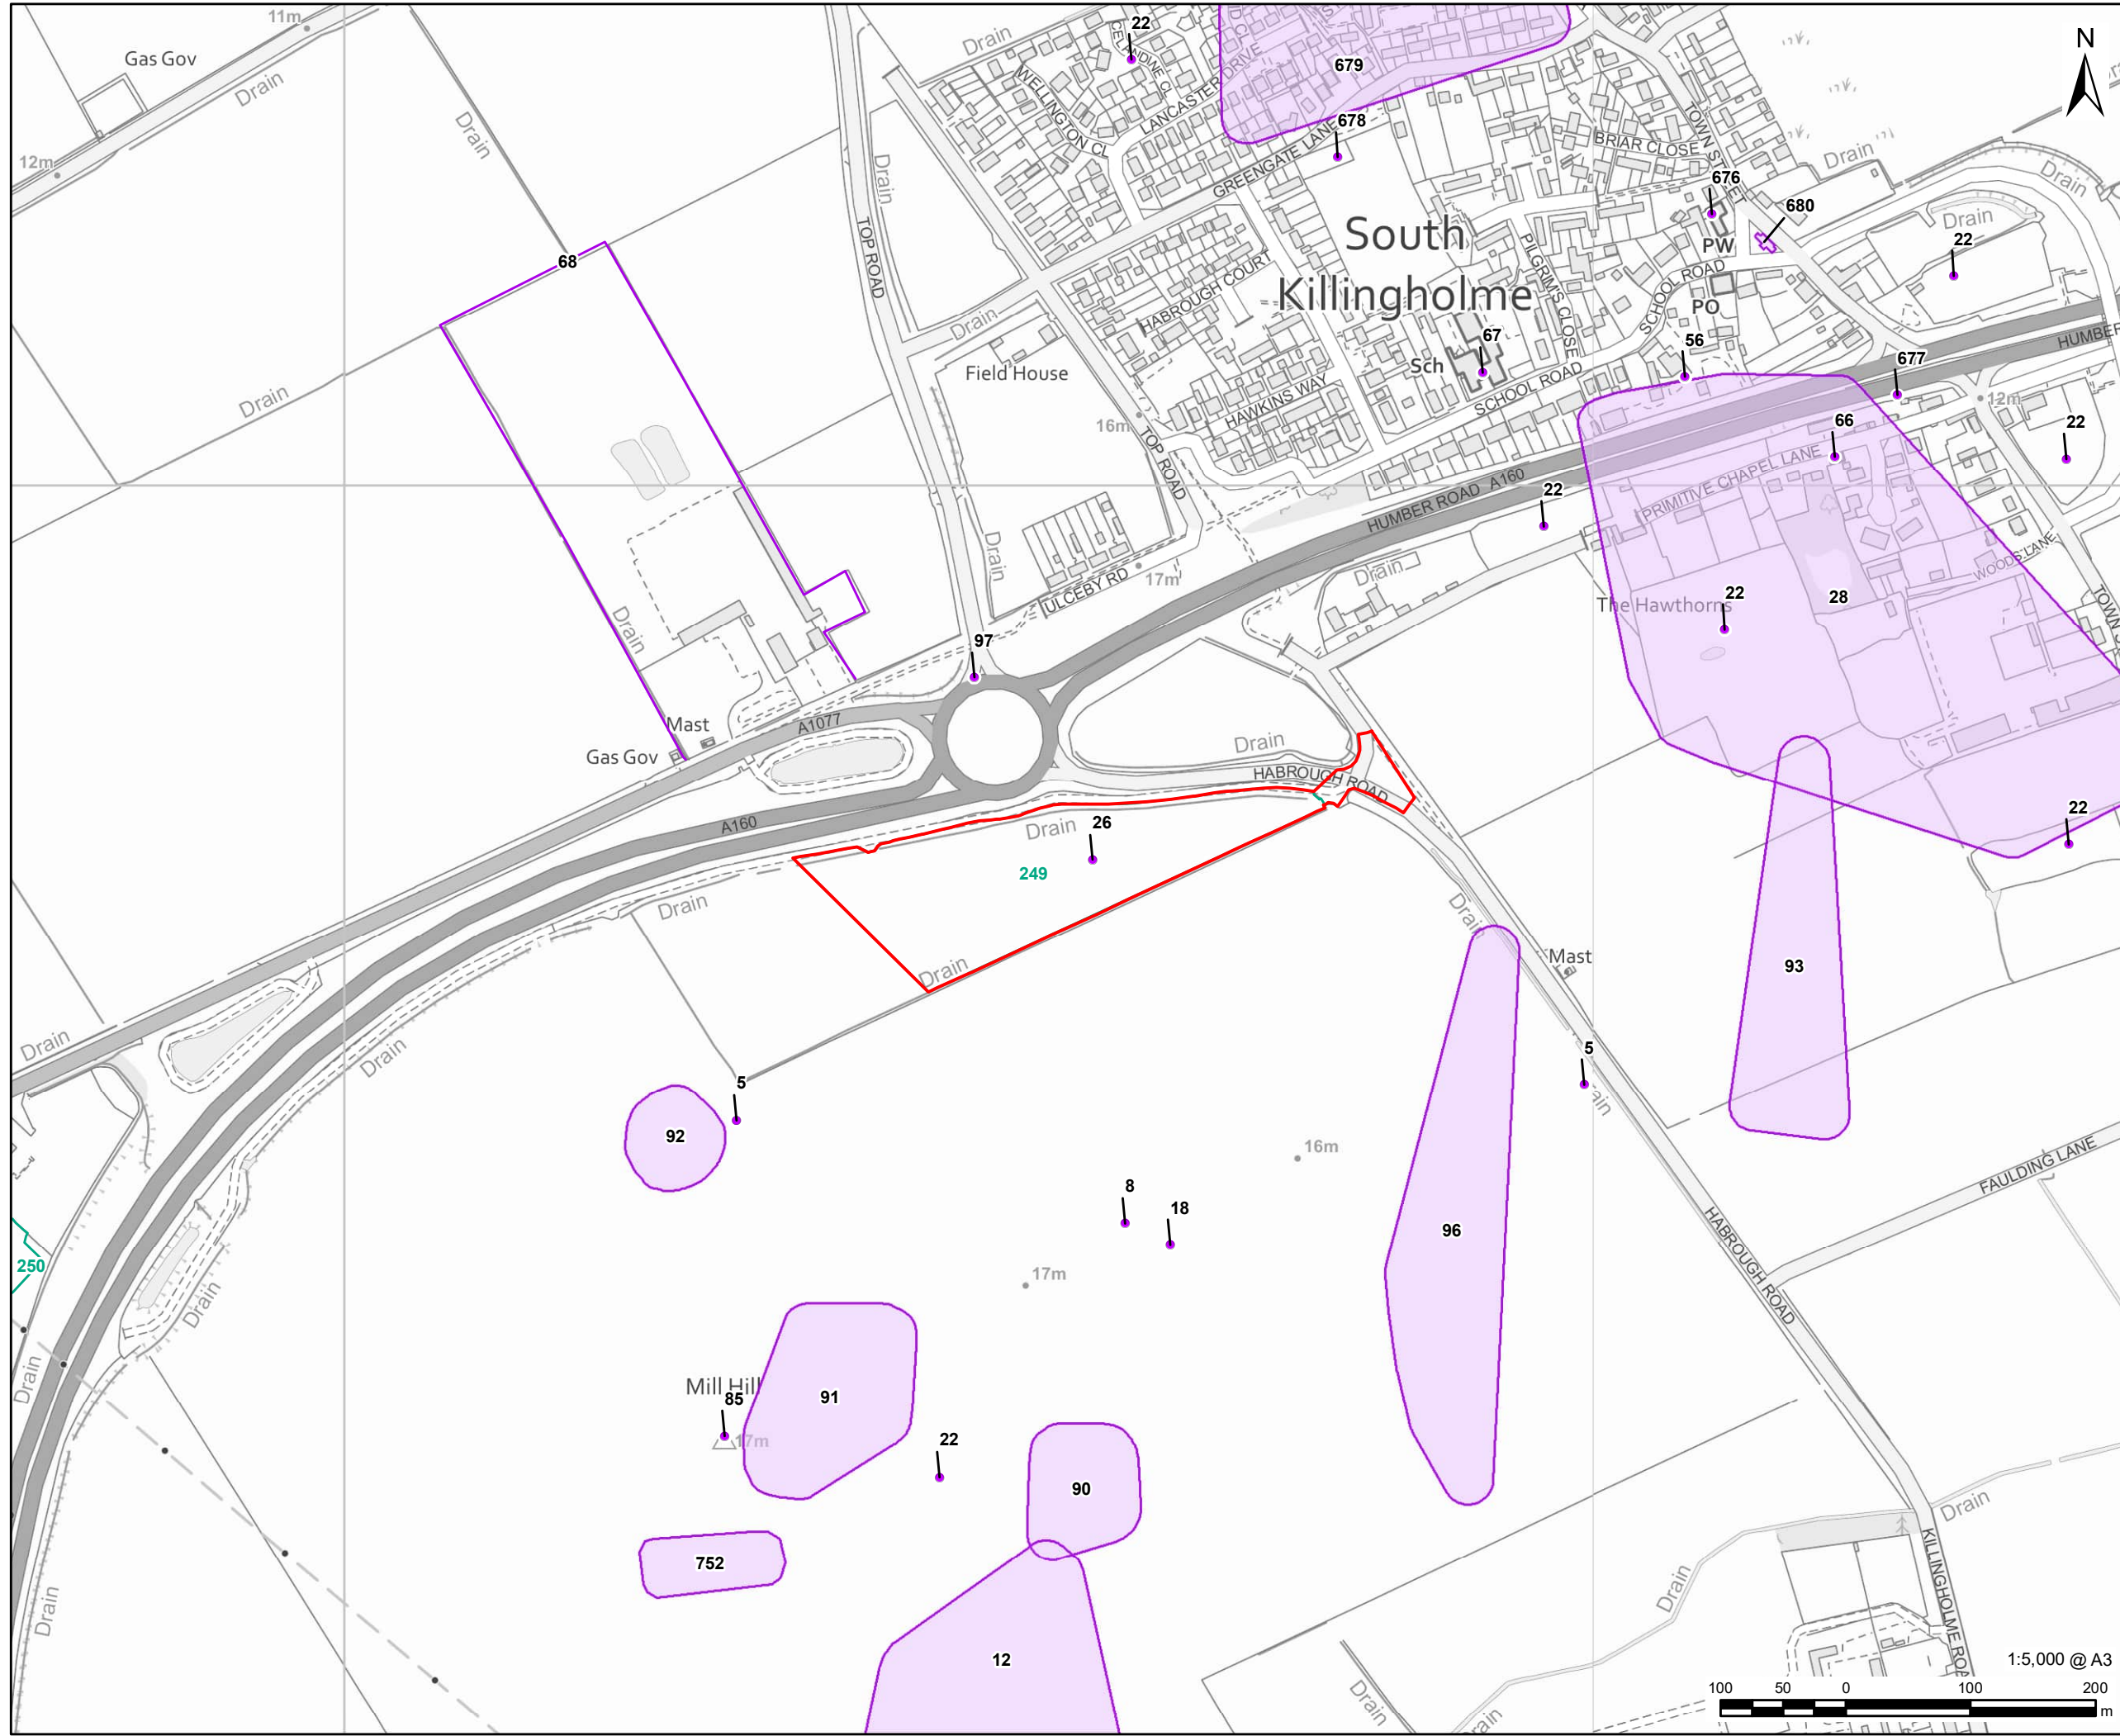 11m
Gas Gov
Drain
12m
Drain
68
Drain
TOP ROAD
Drain
Drain
22
CELANDINE CL
WELLINGTON CL
LANCASTER DRIVE
679
678
GREENGATE LANE
TOWN STREET
BRIAR CLOSE
Drain
Drain
N
676
680
PW
22
Drain
South
Killingholme
HABROUGH COURT
Drain
Field House
PILGRIM'S CLOSE
SCHOOL ROAD
PO
67
Sch
56
677
HUMBER
12m
SCHOOL ROAD
HAWKINS WAY
16m
TOP ROAD
66
22
PRIMITIVE CHAPEL LANE
HUMBER ROAD A160
22
WOODS LANE
Drain
Drain
17m
ULCEBY RD
The Hawthorns
22
28
Drain
97
Mast
Gas Gov
A1077
Drain
HABROUGH ROAD
A160
Drain
26
249
22
Drain
Drain
Drain
Mast
93
Drain
Drain
5
5
92
16m
FAULDING LANE
8
18
96
HABROUGH ROAD
250
17m
Drain
Drain
Mill Hill
85
17m
91
22
90
Drain
752
KILLINGHOLME ROA
Drain
Drain
12
Drain
1:5,000 @ A3
100 50 0 100 200
m